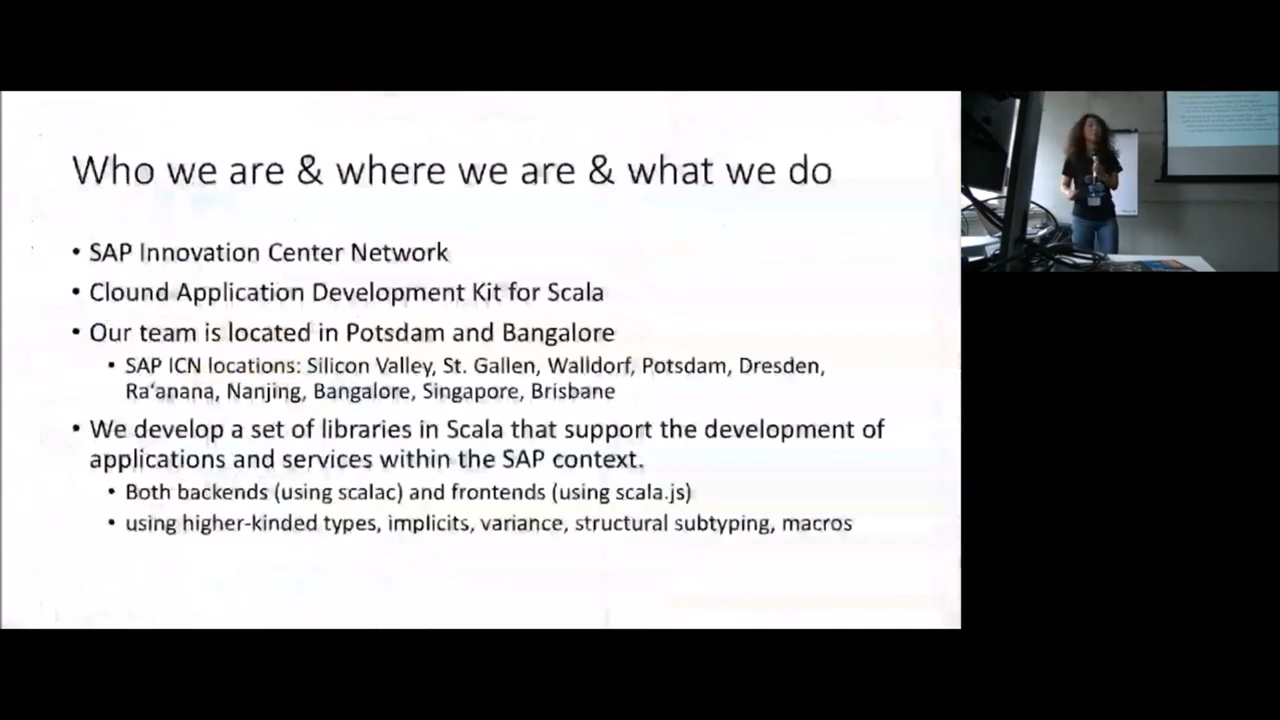 Who we are & where we are & what we do
• SAP Innovation Center Network
• Clound Application Development Kit for Scala
• Our team is located in Potsdam and Bangalore
• SAP ICN locations: Silicon Valley, St. Gallen, Walldorf, Potsdam, Dresden,
Ra‘anana, Nanjing, Bangalore, Singapore, Brisbane
• We develop a set of libraries in Scala that support the development of
applications and services within the SAP context.
• Both backends (using scalac) and frontends (using scala.js)
• using higher-kinded types, implicits, variance, structural subtyping, macros